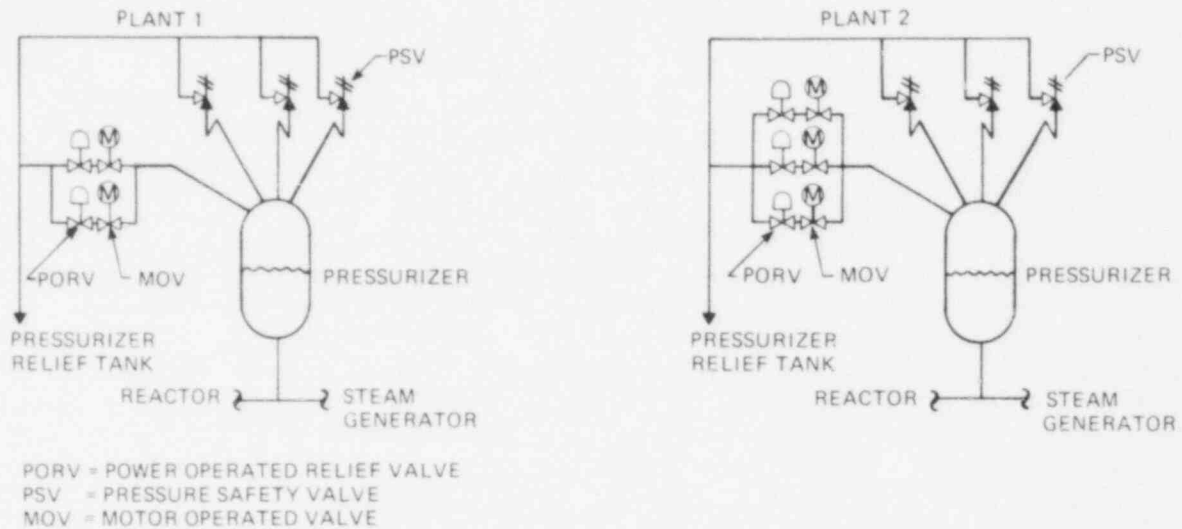 PLANT 1
PSV
M
M
PORV
MOV
PRESSURIZER
PRESSURIZER
RELIEF TANK
REACTOR
STEAM
GENERATOR
PLANT 2
PSV
M
M
M
PORV
MOV
PRESSURIZER
PRESSURIZER
RELIEF TANK
REACTOR
STEAM
GENERATOR
PORV = POWER OPERATED RELIEF VALVE
PSV = PRESSURE SAFETY VALVE
MOV = MOTOR OPERATED VALVE